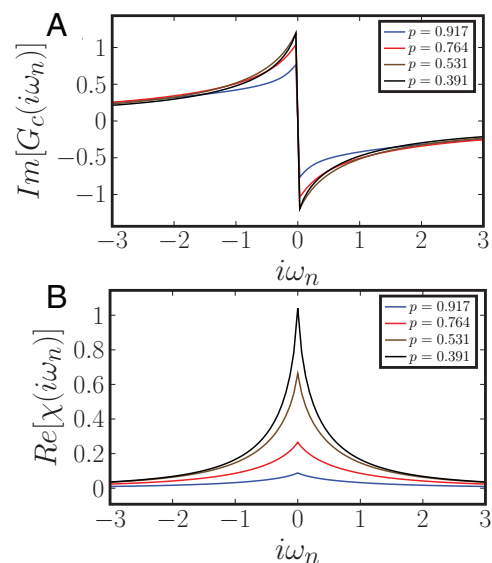 A
Im[G_c(iω_n)]
1
0.5
0
−0.5
−1
p = 0.917
p = 0.764
p = 0.531
p = 0.391
−3 −2 −1 0 1 2 3
iω_n
B
Re[χ(iω_n)]
1
0.8
0.6
0.4
0.2
0
p = 0.917
p = 0.764
p = 0.531
p = 0.391
−3 −2 −1 0 1 2 3
iω_n